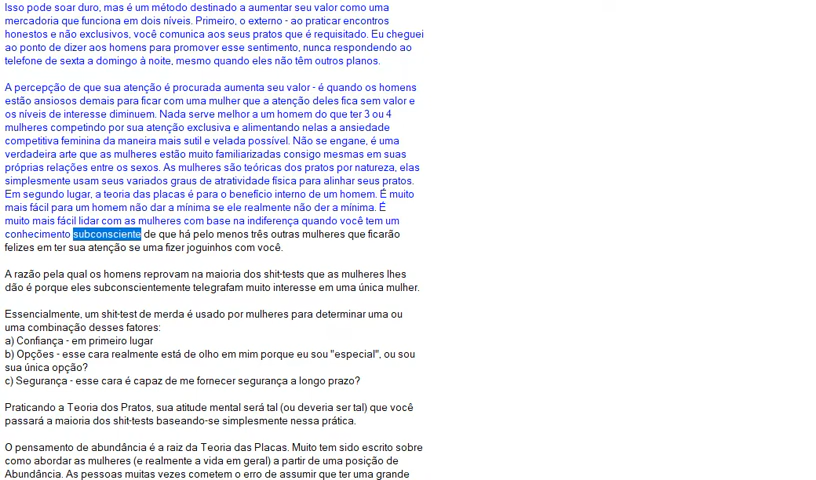 Isso pode soar duro, mas é um método destinado a aumentar seu valor como uma
mercadoria que funciona em dois níveis. Primeiro, o externo - ao praticar encontros
honestos e não exclusivos, você comunica aos seus pratos que é requisitado. Eu cheguei
ao ponto de dizer aos homens para promover esse sentimento, nunca respondendo ao
telefone de sexta a domingo à noite, mesmo quando eles não têm outros planos.
A percepção de que sua atenção é procurada aumenta seu valor - é quando os homens
estão ansiosos demais para ficar com uma mulher que a atenção deles fica sem valor e
os níveis de interesse diminuem. Nada serve melhor a um homem do que ter 3 ou 4
mulheres competindo por sua atenção exclusiva e alimentando nelas a ansiedade
competitiva feminina da maneira mais sutil e velada possível. Não se engane, é uma
verdadeira arte que as mulheres estão muito familiarizadas consigo mesmas em suas
próprias relações entre os sexos. As mulheres são teóricas dos pratos por natureza, elas
simplesmente usam seus variados graus de atratividade física para alinhar seus pratos.
Em segundo lugar, a teoria das placas é para o benefício interno de um homem. É muito
mais fácil para um homem não dar a mínima se ele realmente não der a mínima. É
muito mais fácil lidar com as mulheres com base na indiferença quando você tem um
conhecimento subconsciente de que há pelo menos três outras mulheres que ficarão
felizes em ter sua atenção se uma fizer joguinhos com você.
A razão pela qual os homens reprovam na maioria dos shit-tests que as mulheres lhes
dão é porque eles subconscientemente telegrafam muito interesse em uma única mulher.
Essencialmente, um shit-test de merda é usado por mulheres para determinar uma ou
uma combinação desses fatores:
a) Confiança - em primeiro lugar
b) Opções - esse cara realmente está de olho em mim porque eu sou "especial", ou sou
sua única opção?
c) Segurança - esse cara é capaz de me fornecer segurança a longo prazo?
Praticando a Teoria dos Pratos, sua atitude mental será tal (ou deveria ser tal) que você
passará a maioria dos shit-tests baseando-se simplesmente nessa prática.
O pensamento de abundância é a raiz da Teoria das Placas. Muito tem sido escrito sobre
como abordar as mulheres (e realmente a vida em geral) a partir de uma posição de
Abundância. As pessoas muitas vezes cometem o erro de assumir que ter uma grande